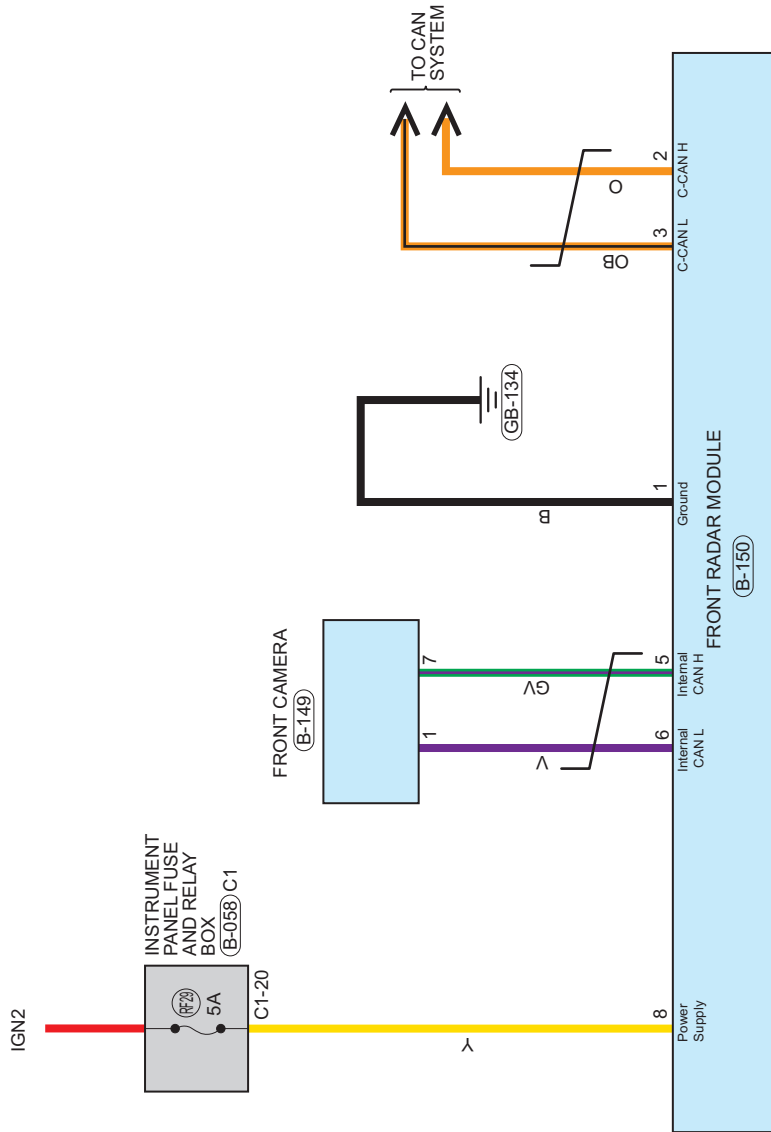 IGN2
INSTRUMENT
PANEL FUSE
AND RELAY
BOX
B-058 C1
RF29
5A
C1-20
Y
8
Power
Supply
FRONT CAMERA
B-149
1
7
V
GV
6
Internal
CAN L
5
Internal
CAN H
B
GB-134
1
Ground
TO CAN
SYSTEM
OB
O
3
C-CAN L
2
C-CAN H
FRONT RADAR MODULE
B-150